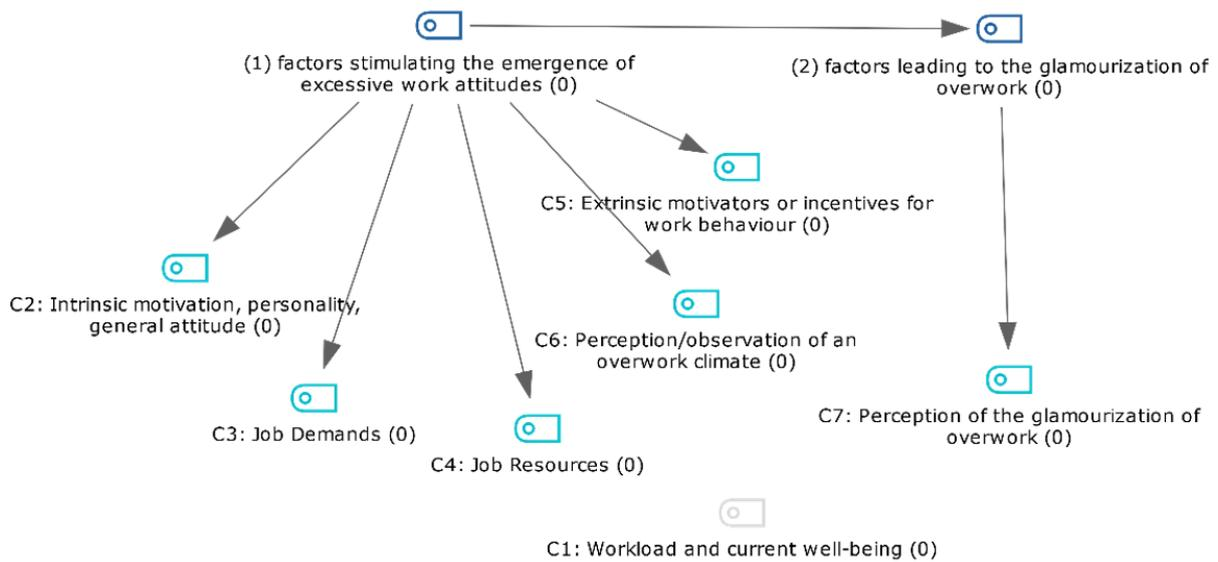 (1) factors stimulating the emergence of
excessive work attitudes (0)
(2) factors leading to the glamourization of
overwork (0)
C5: Extrinsic motivators or incentives for
work behaviour (0)
C2: Intrinsic motivation, personality,
general attitude (0)
C6: Perception/observation of an
overwork climate (0)
C3: Job Demands (0)
C4: Job Resources (0)
C7: Perception of the glamourization of
overwork (0)
C1: Workload and current well-being (0)